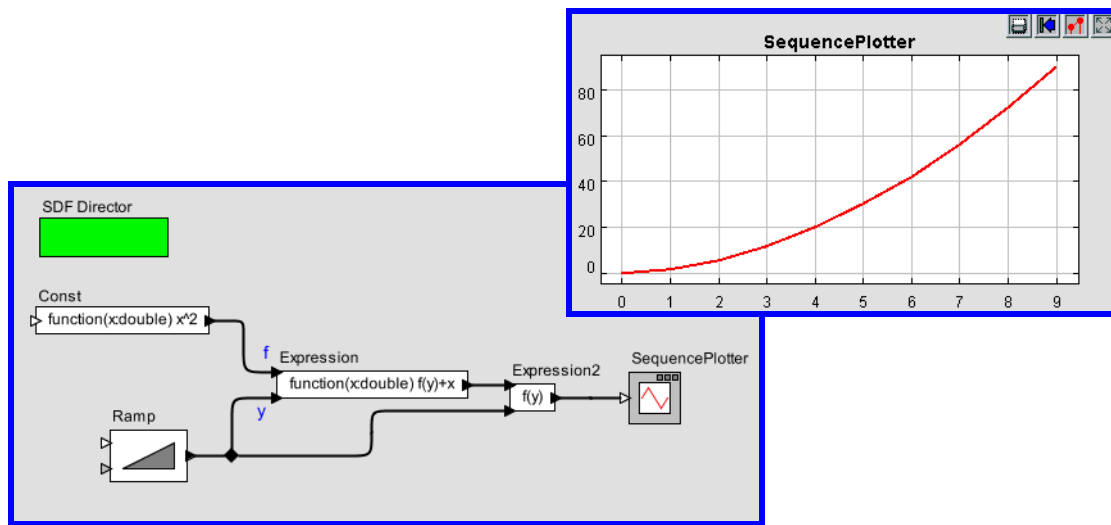 SequencePlotter
80
60
40
20
0
0 1 2 3 4 5 6 7 8 9
SDF Director
Const
function(x:double) x^2
f
Expression
function(x:double) f(y)+x
y
Ramp
Expression2
f(y)
SequencePlotter